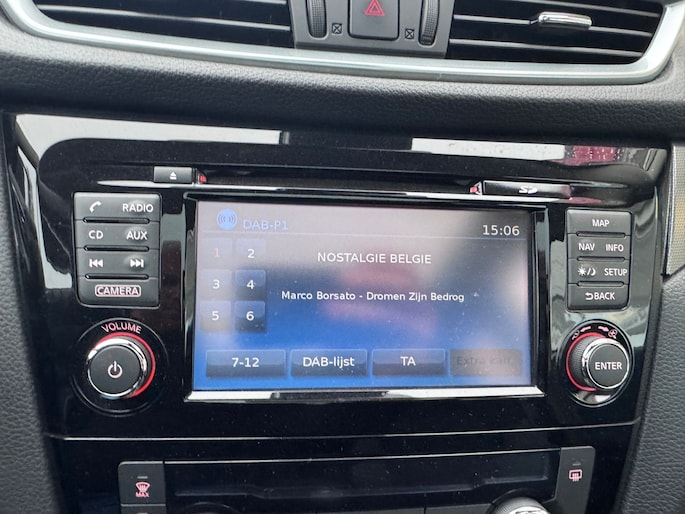 RADIO
CD AUX
CAMERA
VOLUME
DAB-P1
15:06
1 2
NOSTALGIE BELGIE
3 4
Marco Borsato - Dromen Zijn Bedrog
5 6
7-12 DAB-lijst TA
SD
MAP
NAV INFO
SETUP
BACK
ENTER
MAX